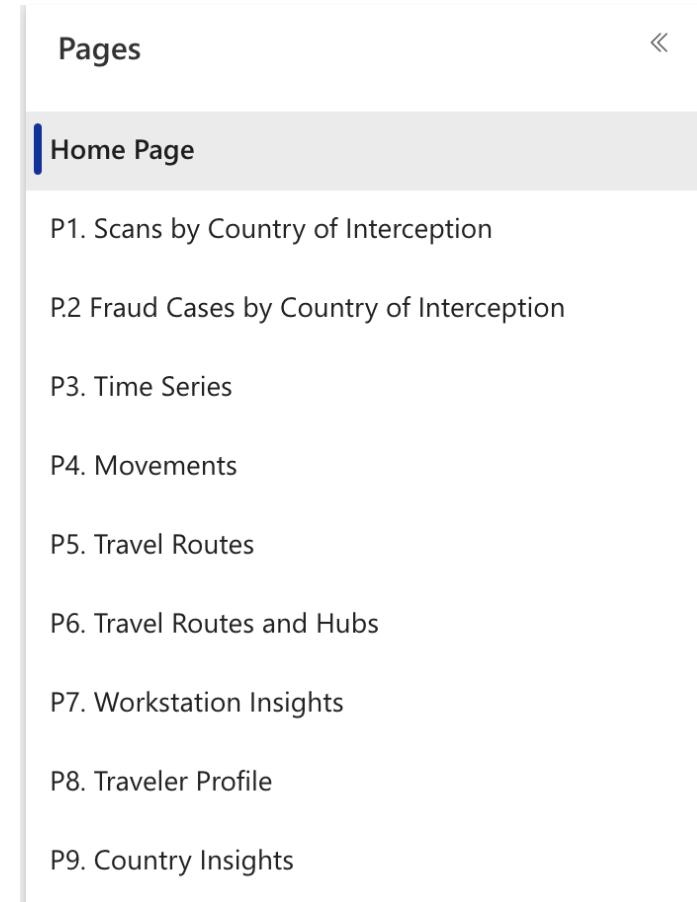 Pages
Home Page
P1. Scans by Country of Interception
P.2 Fraud Cases by Country of Interception
P3. Time Series
P4. Movements
P5. Travel Routes
P6. Travel Routes and Hubs
P7. Workstation Insights
P8. Traveler Profile
P9. Country Insights